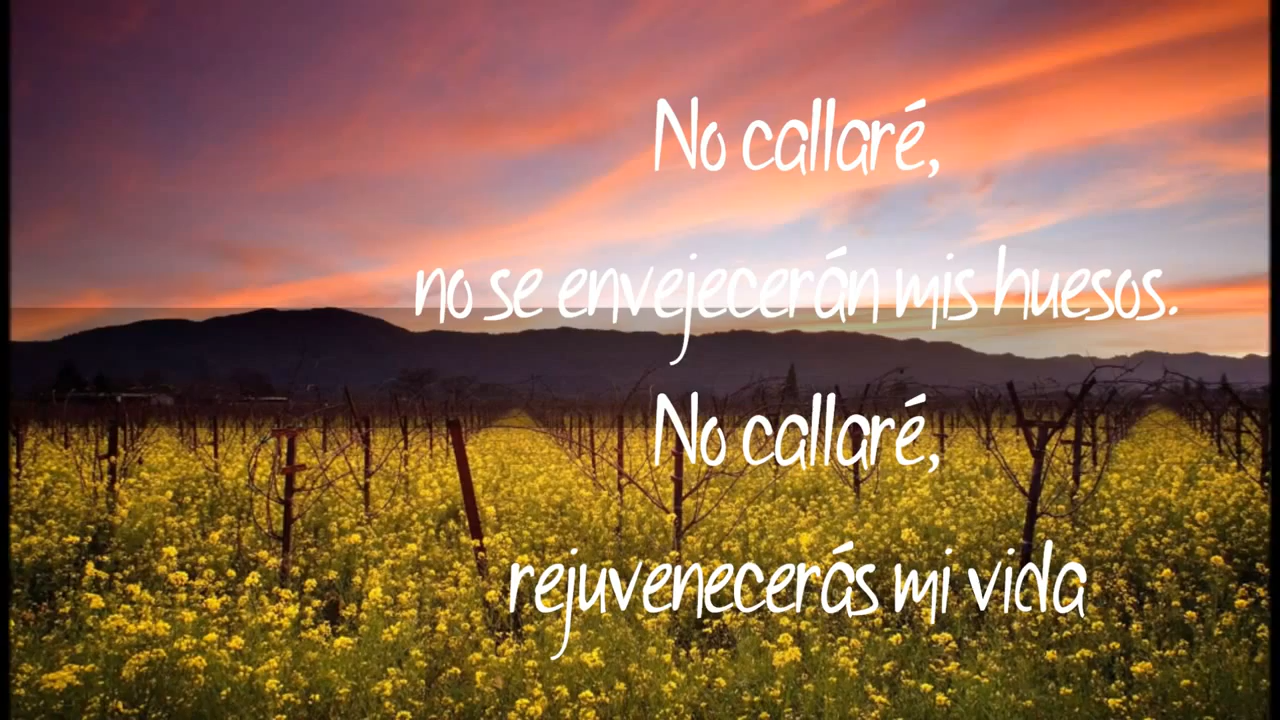 No callaré,
no se envejecerán mis huesos.
No callaré,
rejuvenecerás mi vida